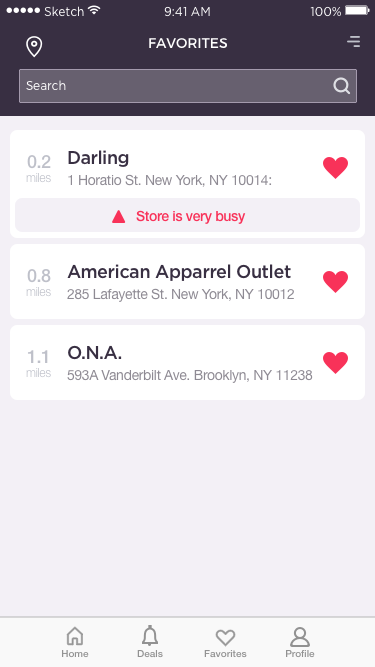 Sketch 9:41 AM 100%
FAVORITES
Search
0.2 miles
Darling
1 Horatio St. New York, NY 10014:
Store is very busy
0.8 miles
American Apparrel Outlet
285 Lafayette St. New York, NY 10012
1.1 miles
O.N.A.
593A Vanderbilt Ave. Brooklyn, NY 11238
Home Deals Favorites Profile